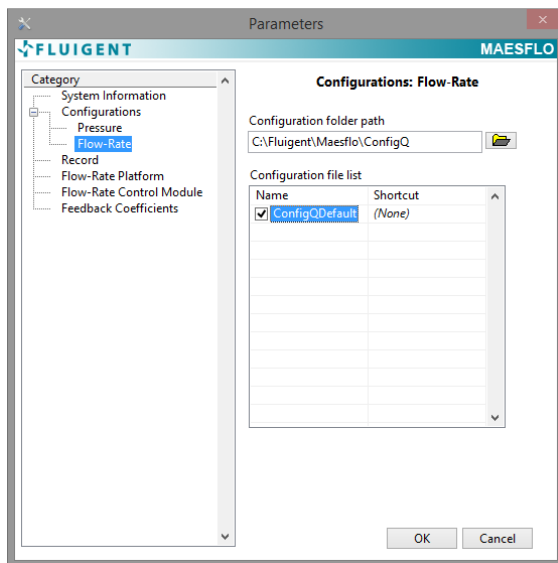 Parameters
FLUIGENT
MAESFLO
Category
System Information
Configurations
Pressure
Flow-Rate
Record
Flow-Rate Platform
Flow-Rate Control Module
Feedback Coefficients
Configurations: Flow-Rate
Configuration folder path
C:\Fluigent\Maesflo\ConfigQ
Configuration file list
Name Shortcut
ConfigQDefault (None)
OK Cancel